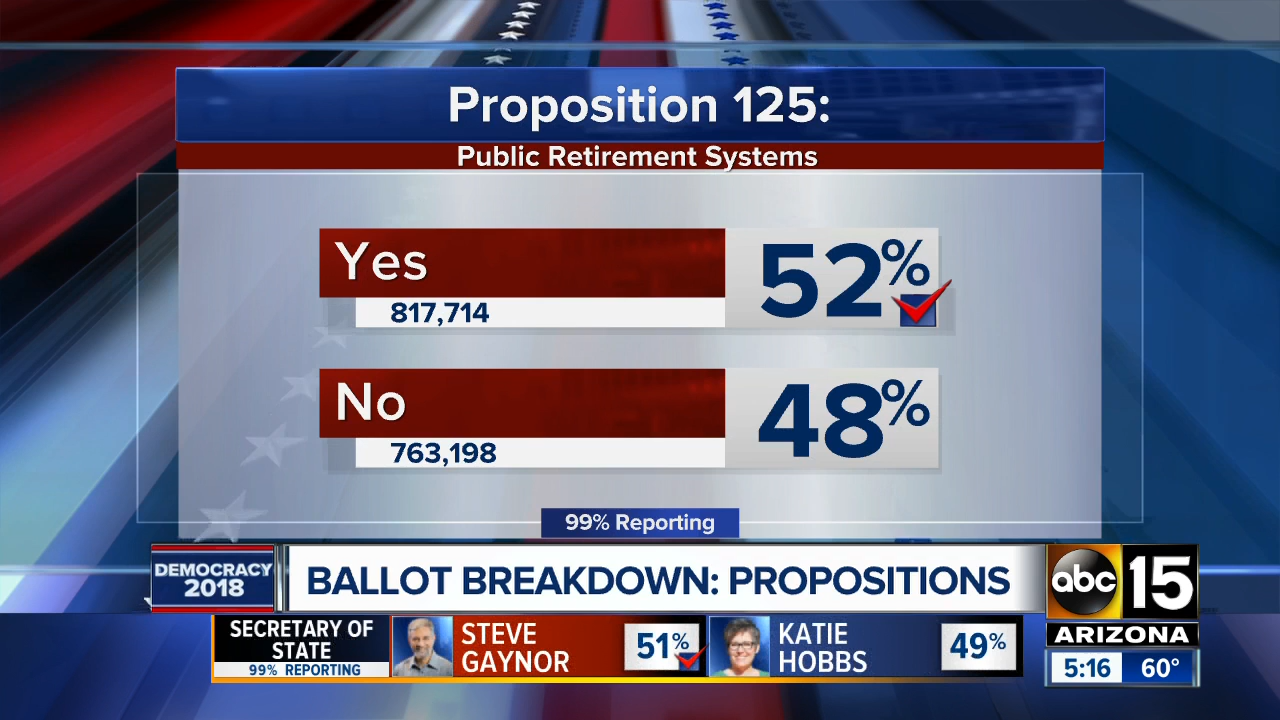 Proposition 125:
Public Retirement Systems
Yes
52%
817,714
No
48%
763,198
99% Reporting
DEMOCRACY
2018
BALLOT BREAKDOWN: PROPOSITIONS
abc 15
ARIZONA
SECRETARY OF
STATE
99% REPORTING
STEVE
GAYNOR
51%
KATIE
HOBBS
49%
5:16 60°